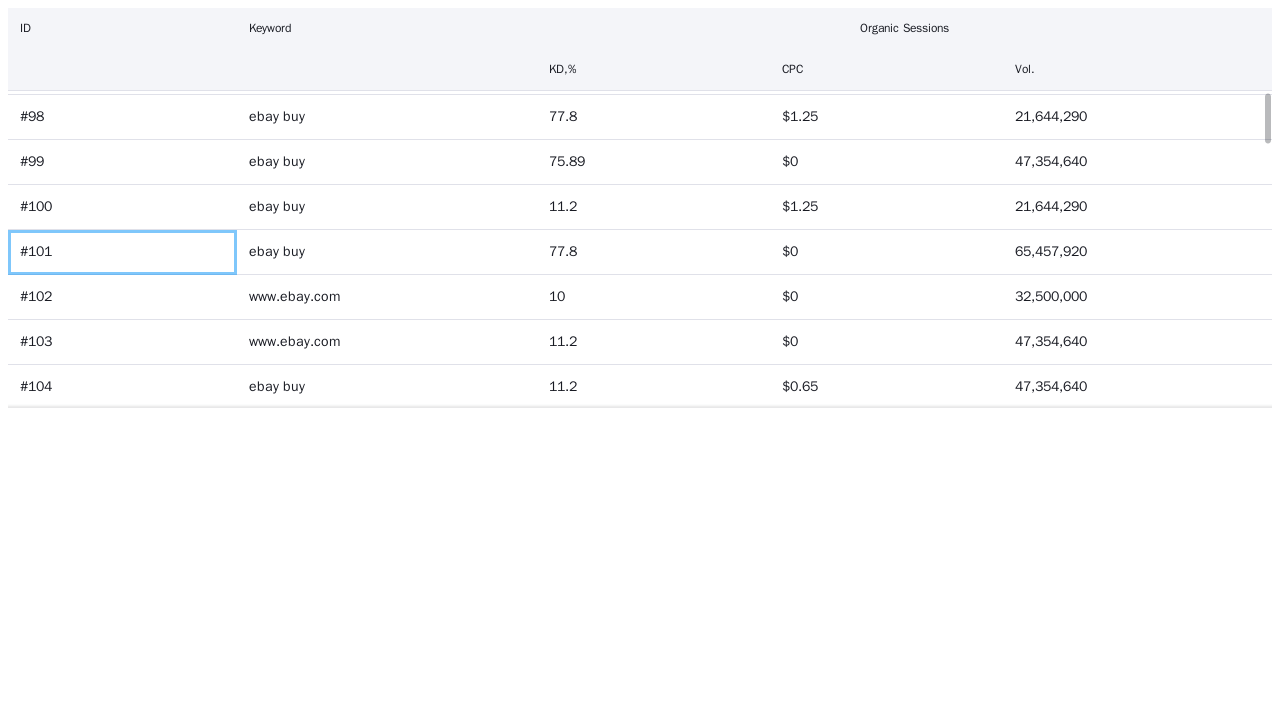 ID Keyword Organic Sessions
KD,% CPC Vol.
#98 ebay buy 77.8 $1.25 21,644,290
#99 ebay buy 75.89 $0 47,354,640
#100 ebay buy 11.2 $1.25 21,644,290
#101 ebay buy 77.8 $0 65,457,920
#102 www.ebay.com 10 $0 32,500,000
#103 www.ebay.com 11.2 $0 47,354,640
#104 ebay buy 11.2 $0.65 47,354,640